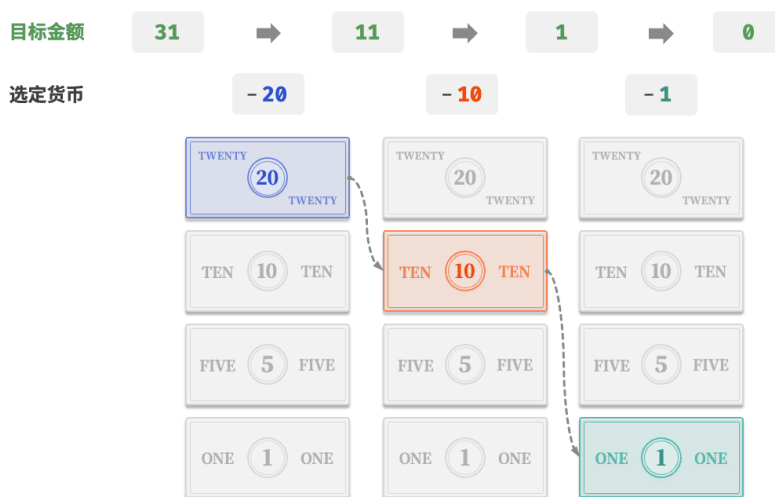 目标金额 31 11 1 0
选定货币 - 20 - 10 - 1
TWENTY TWENTY TWENTY
20 20 20
TWENTY TWENTY TWENTY
TEN 10 TEN TEN 10 TEN TEN 10 TEN
FIVE 5 FIVE FIVE 5 FIVE FIVE 5 FIVE
ONE 1 ONE ONE 1 ONE ONE 1 ONE